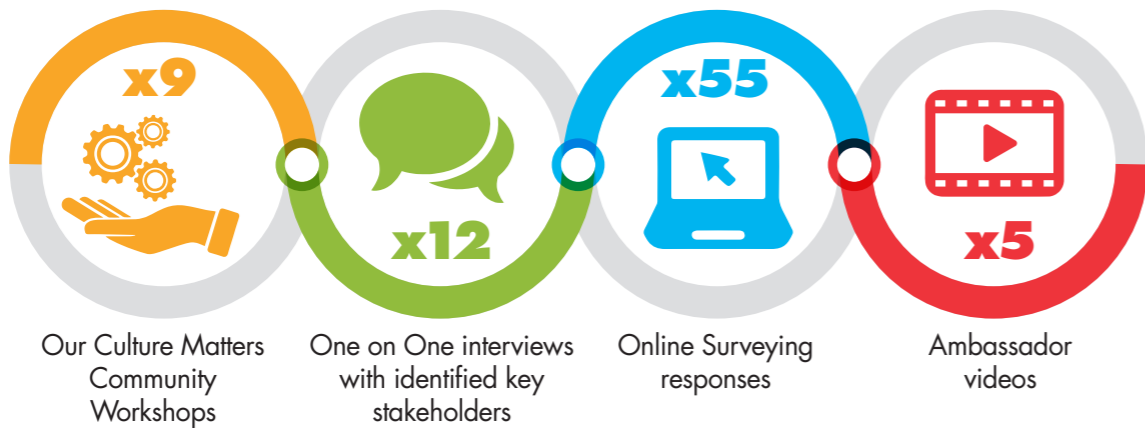 x9
Our Culture Matters
Community
Workshops
x12
One on One interviews
with identified key
stakeholders
x55
Online Surveying
responses
x5
Ambassador
videos